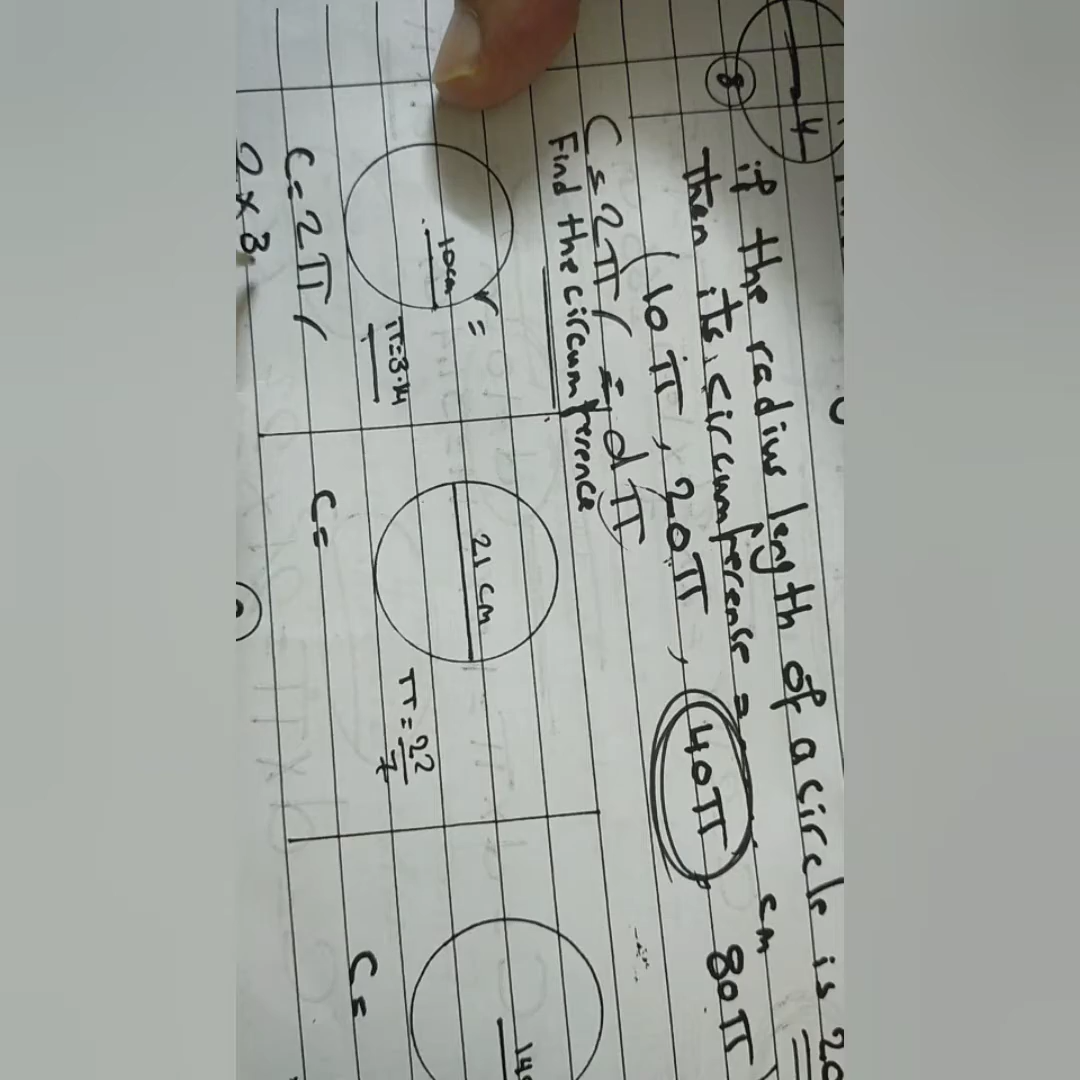 4
8 if the radius length of a circle is 20
Then its circumferense = cm
(10π, 20π, 40π, 80π)
C = 2πr = dπ
Find the circumference
r =
10cm
π=3.14
C= 2πr
2×3.
21 cm
π = 22/7
C=
14
C=